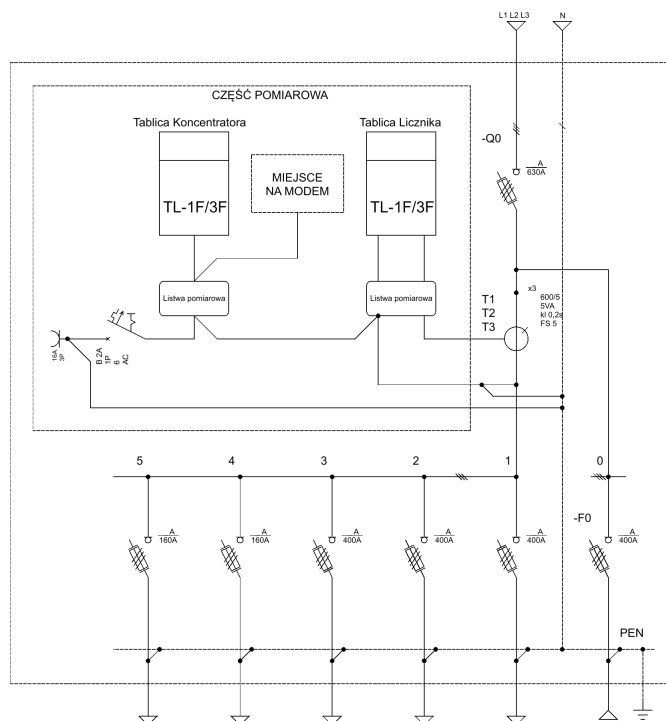 L1 L2 L3
N
CZĘŚĆ POMIAROWA
Tablica Koncentratora
Tablica Licznika
-Q0
A
630A
MIEJSCE
NA MODEM
TL-1F/3F
TL-1F/3F
Listwa pomiarowa
Listwa pomiarowa
T1
T2
T3
x3
600/5
5VA
kl 0,2s
FS 5
16A
3P
B 2A
1P
6
AC
5
4
3
2
1
0
-F0
A
160A
A
160A
A
400A
A
400A
A
400A
A
400A
PEN